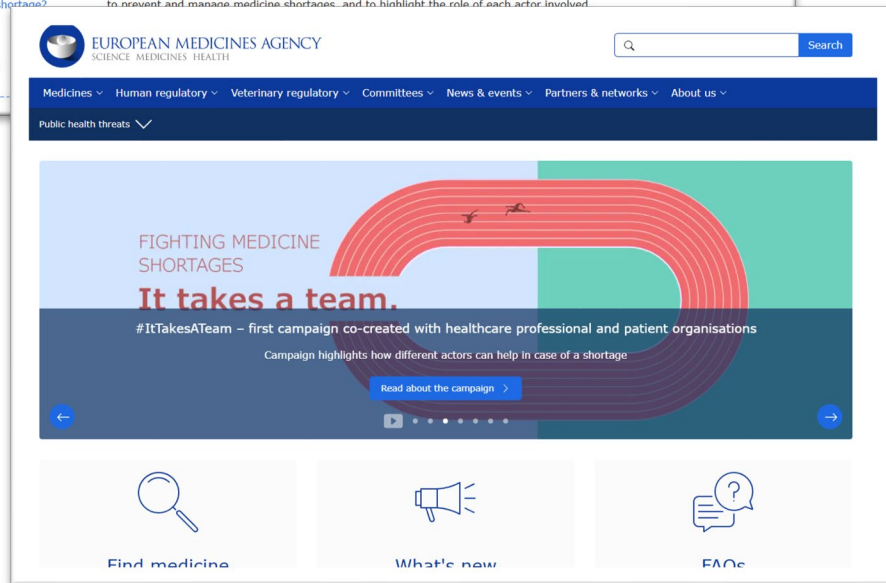 shortage?
to prevent and manage medicine shortages, and to highlight the role of each actor involved
EUROPEAN MEDICINES AGENCY
SCIENCE MEDICINES HEALTH
Search
Medicines Human regulatory Veterinary regulatory Committees News & events Partners & networks About us
Public health threats
FIGHTING MEDICINE
SHORTAGES
It takes a team.
#ItTakesATeam – first campaign co-created with healthcare professional and patient organisations
Campaign highlights how different actors can help in case of a shortage
Read about the campaign
Find medicine
What's new
FAQs